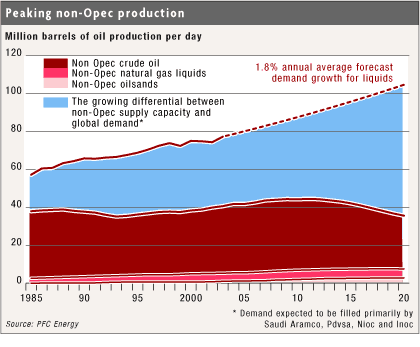 Peaking non-Opec production
Million barrels of oil production per day
120
100
80
60
40
20
0
Non Opec crude oil
Non-Opec natural gas liquids
Non-Opec oilsands
The growing differential between
non-Opec supply capacity and
global demand*
1.8% annual average forecast
demand growth for liquids
1985 90 95 2000 05 10 15 20
* Demand expected to be filled primarily by
Saudi Aramco, Pdvsa, Nioc and Inoc
Source: PFC Energy